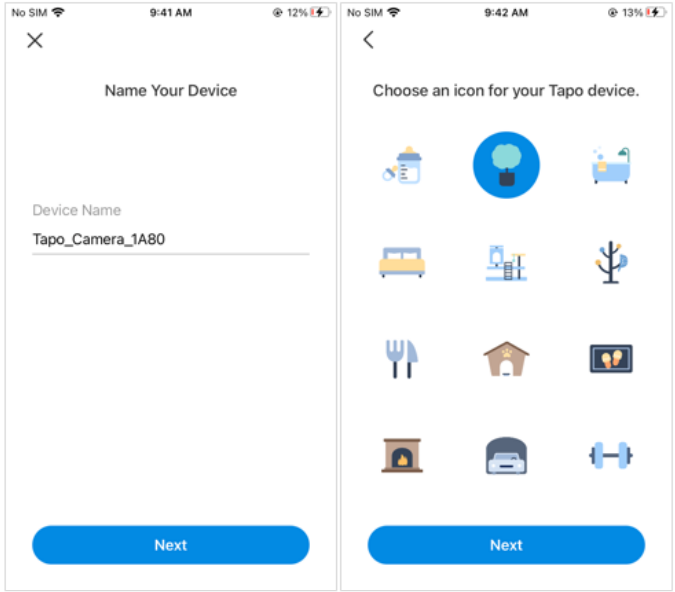 No SIM 9:41 AM 12%
Name Your Device
Device Name
Tapo_Camera_1A80
Next
No SIM 9:42 AM 13%
Choose an icon for your Tapo device.
Next